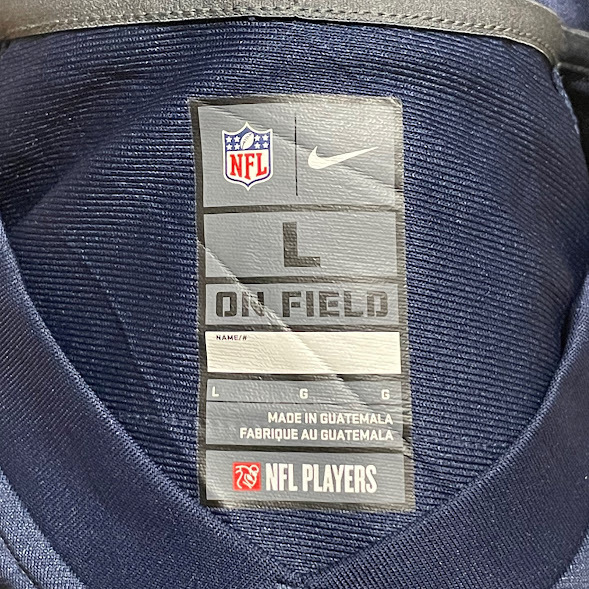 NFL
L
ON FIELD
NAME/#
L G G
MADE IN GUATEMALA
FABRIQUE AU GUATEMALA
NFL PLAYERS